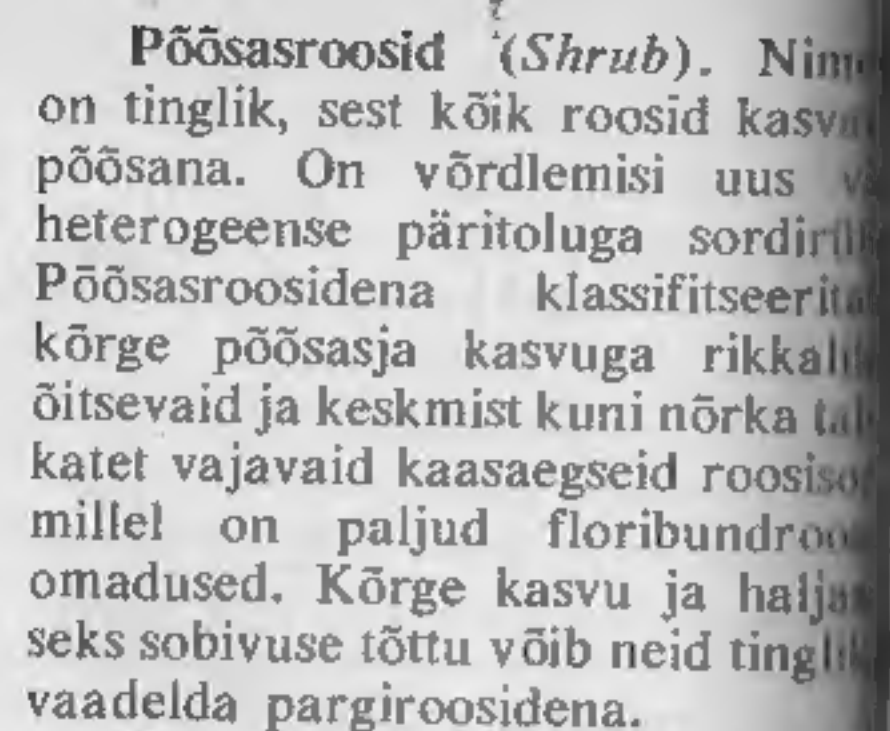 Põõsasroosid (Shrub).
on tinglik, sest kõik roosid
põõsana. On võrdlemisi uus
heterogeense päritoluga
Põõsasroosidena
kõrge põõsasja kasvuga
õitsevaid ja keskmist kuni nõrka
katet vajavaid kaasaegseid
millel on paljud
omadused. Kõrge kasvu ja
seks sobivuse tõttu võib neid
vaadelda pargiroosidena.